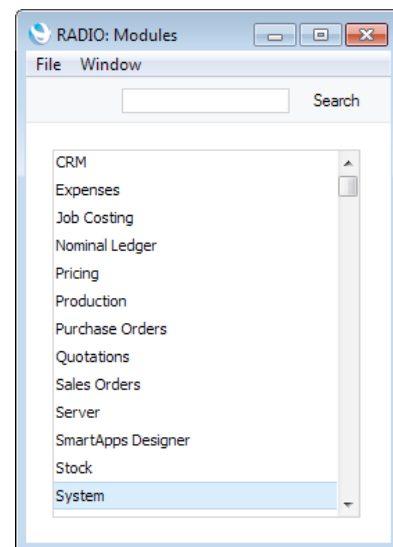 RADIO: Modules
File Window
Search
CRM
Expenses
Job Costing
Nominal Ledger
Pricing
Production
Purchase Orders
Quotations
Sales Orders
Server
SmartApps Designer
Stock
System